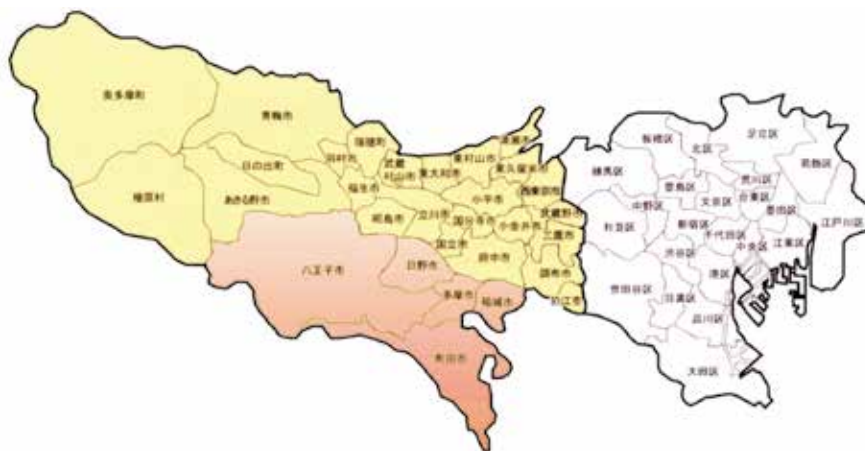 奥多摩町
青梅市
瑞穂町
清瀬市
羽村市
武蔵
村山市
東大和市
東村山市
東久留米市
日の出町
福生市
西東京市
檜原村
あきる野市
昭島市
立川市
小平市
国分寺市
小金井市
武蔵野市
三鷹市
国立市
府中市
調布市
狛江市
八王子市
日野市
多摩市
稲城市
町田市
板橋区
北区
足立区
練馬区
豊島区
荒川区
葛飾区
中野区
文京区
台東区
墨田区
杉並区
新宿区
千代田区
江戸川区
渋谷区
中央区
江東区
世田谷区
港区
目黒区
品川区
大田区